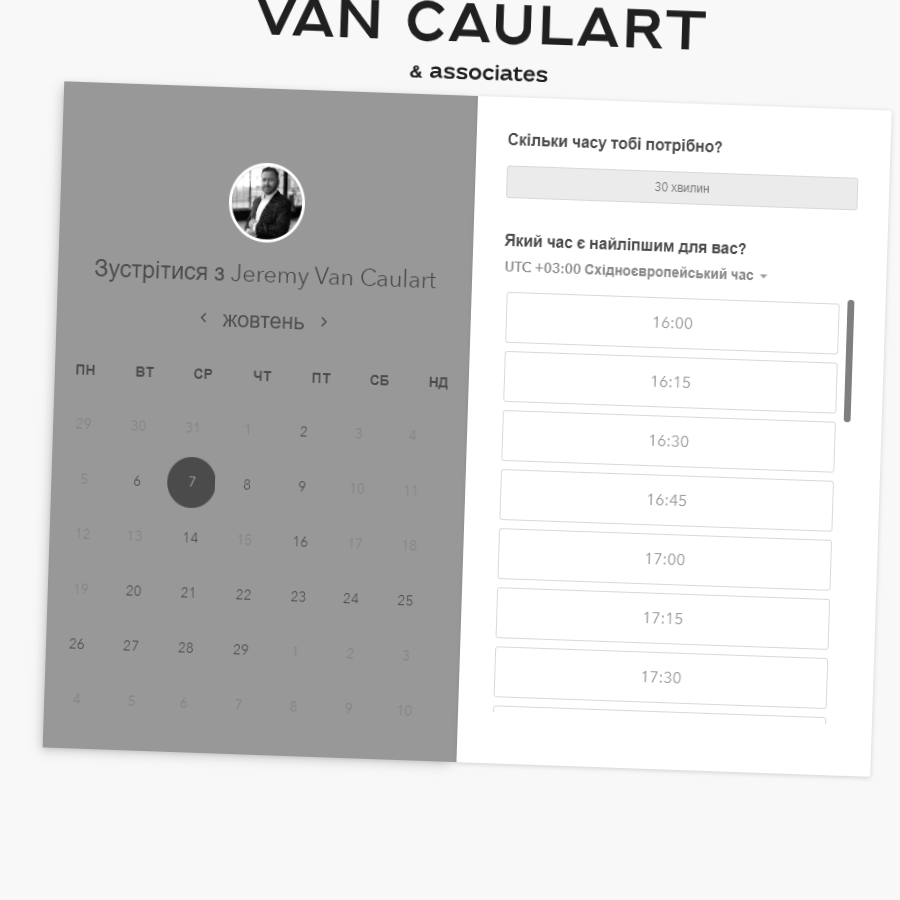 VAN CAULART
& associates
Зустрітися з Jeremy Van Caulart
‹ жовтень ›
ПН ВТ СР ЧТ ПТ СБ НД
29 30 31 1 2 3 4
5 6 7 8 9 10 11
12 13 14 15 16 17 18
19 20 21 22 23 24 25
26 27 28 29 1 2 3
4 5 6 7 8 9 10
Скільки часу тобі потрібно?
30 хвилин
Який час є найліпшим для вас?
UTC +03:00 Східноєвропейський час
16:00
16:15
16:30
16:45
17:00
17:15
17:30